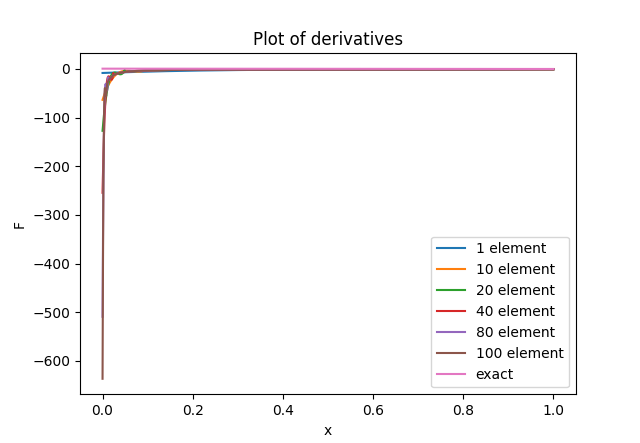 Plot of derivatives
0
−100
−200
−300
−400
−500
−600
F
0.0
0.2
0.4
0.6
0.8
1.0
x
1 element
10 element
20 element
40 element
80 element
100 element
exact